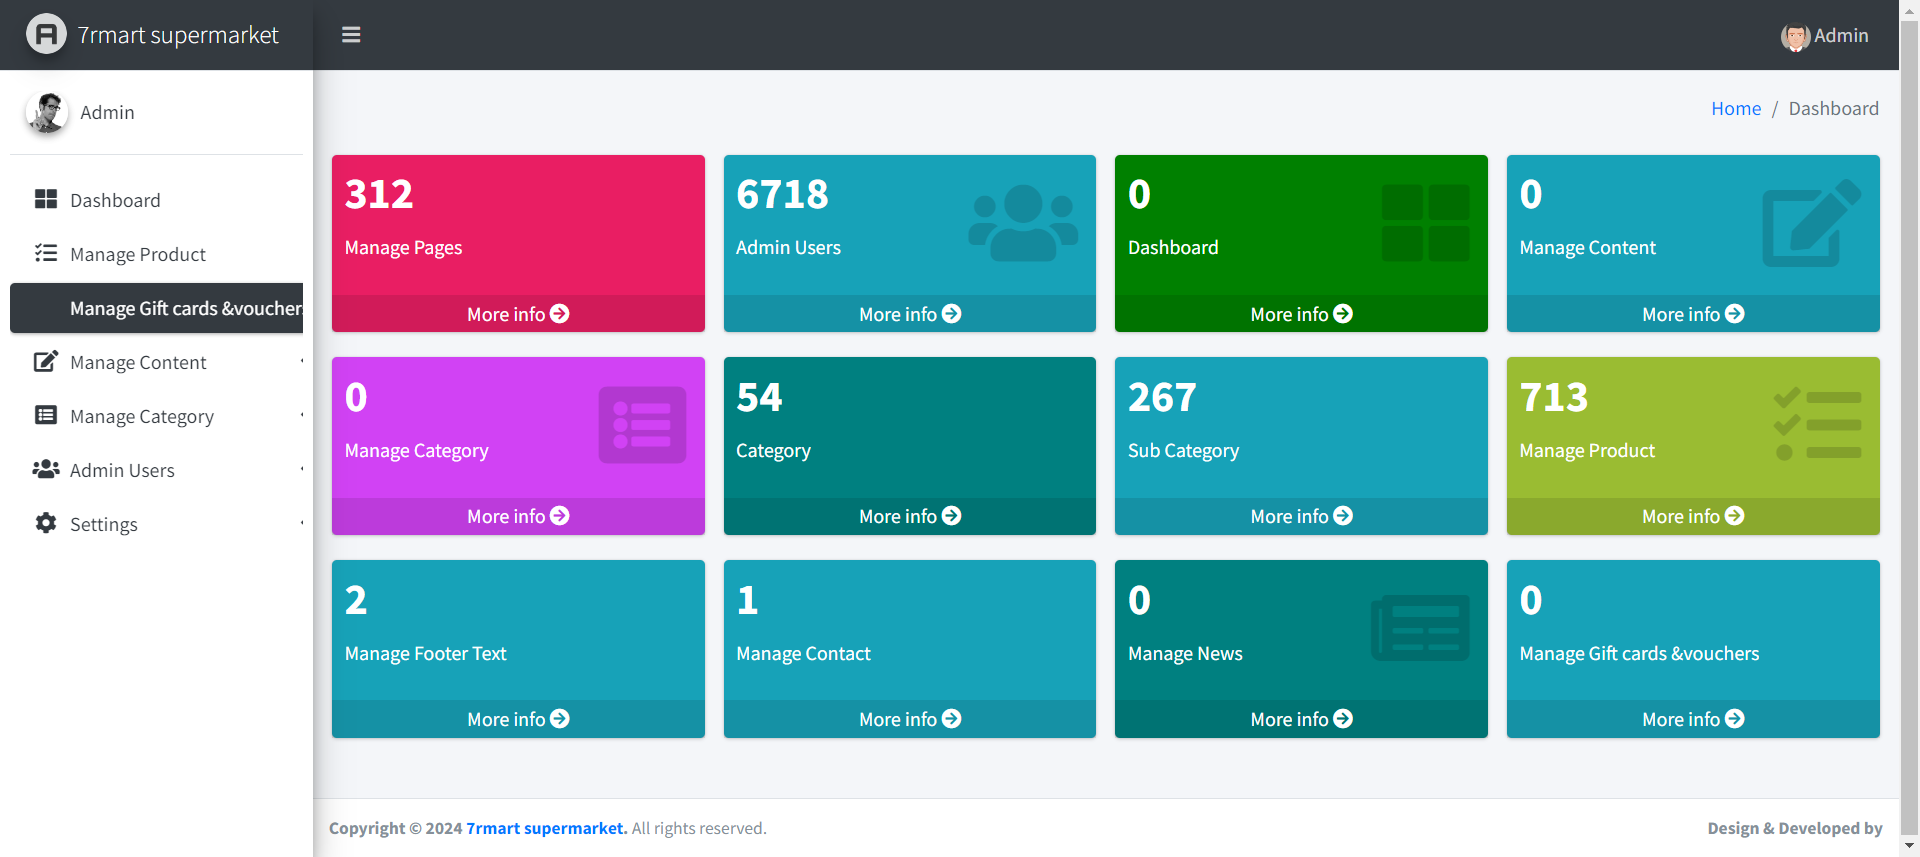 7rmart supermarket
Admin
Admin
Home / Dashboard
Dashboard
Manage Product
Manage Gift cards &voucher
Manage Content
Manage Category
Admin Users
Settings
312
Manage Pages
More info
6718
Admin Users
More info
0
Dashboard
More info
0
Manage Content
More info
0
Manage Category
More info
54
Category
More info
267
Sub Category
More info
713
Manage Product
More info
2
Manage Footer Text
More info
1
Manage Contact
More info
0
Manage News
More info
0
Manage Gift cards &vouchers
More info
Copyright © 2024 7rmart supermarket. All rights reserved.
Design & Developed by